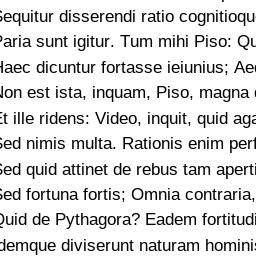 Sequitur disserendi ratio cognitioque
Paria sunt igitur. Tum mihi Piso: Qu
Haec dicuntur fortasse ieiunius; Aed
Non est ista, inquam, Piso, magna
Et ille ridens: Video, inquit, quid aga
Sed nimis multa. Rationis enim perf
Sed quid attinet de rebus tam aperti
Sed fortuna fortis; Omnia contraria,
Quid de Pythagora? Eadem fortitudi
Idemque diviserunt naturam hominis